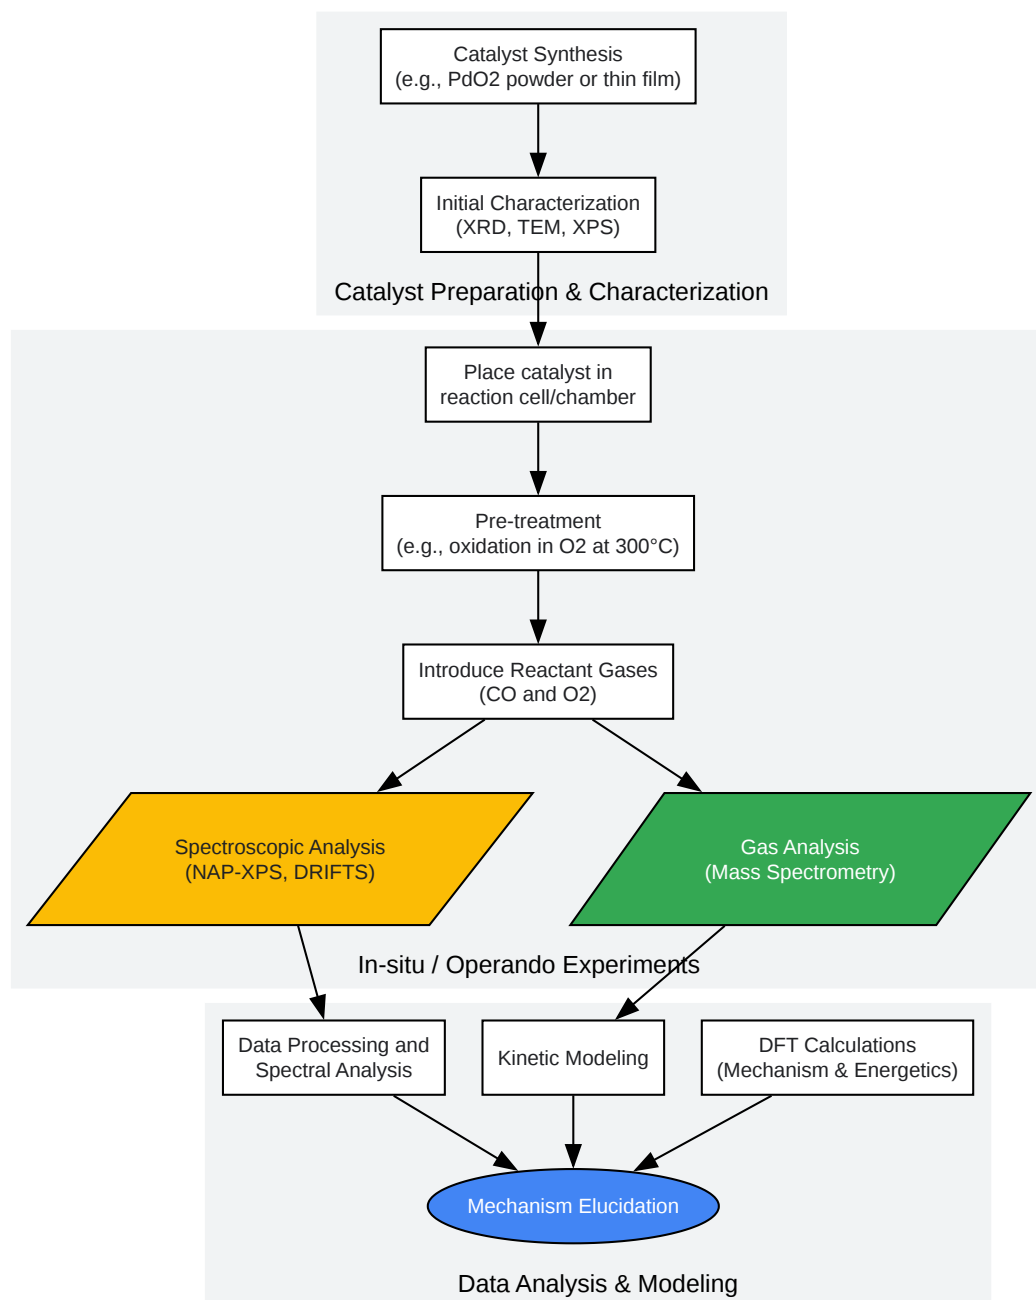 Catalyst Synthesis
(e.g., PdO2 powder or thin film)
Initial Characterization
(XRD, TEM, XPS)
Catalyst Preparation & Characterization
Place catalyst in
reaction cell/chamber
Pre-treatment
(e.g., oxidation in O2 at 300°C)
Introduce Reactant Gases
(CO and O2)
Spectroscopic Analysis
(NAP-XPS, DRIFTS)
Gas Analysis
(Mass Spectrometry)
In-situ / Operando Experiments
Data Processing and
Spectral Analysis
Kinetic Modeling
DFT Calculations
(Mechanism & Energetics)
Mechanism Elucidation
Data Analysis & Modeling